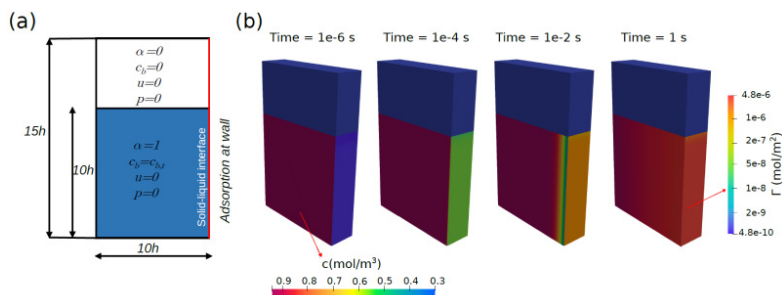 (a)
α=0
c_b=0
u=0
p=0
15h
10h
α=1
c_b=c_{b,t}
u=0
p=0
Solid-liquid interface
Adsorption at wall
10h
(b)
Time = 1e-6 s
Time = 1e-4 s
Time = 1e-2 s
Time = 1 s
c(mol/m³)
0.9 0.8 0.7 0.6 0.5 0.4 0.3
4.8e-6
1e-6
2e-7
5e-8
1e-8
2e-9
4.8e-10
Γ (mol/m²)